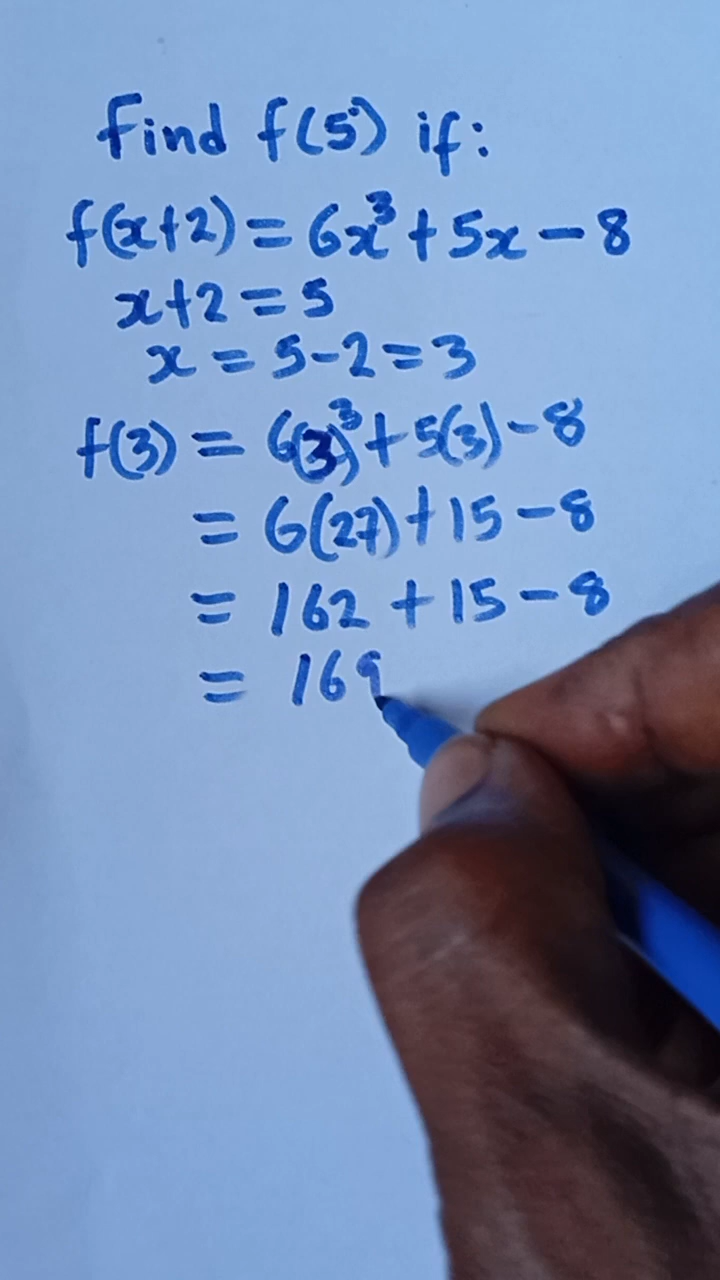 Find f(5) if:
f(x+2) = 6x³ + 5x - 8
x+2 = 5
x = 5-2 = 3
f(3) = 6(3)³ + 5(3) - 8
= 6(27) + 15 - 8
= 162 + 15 - 8
= 169